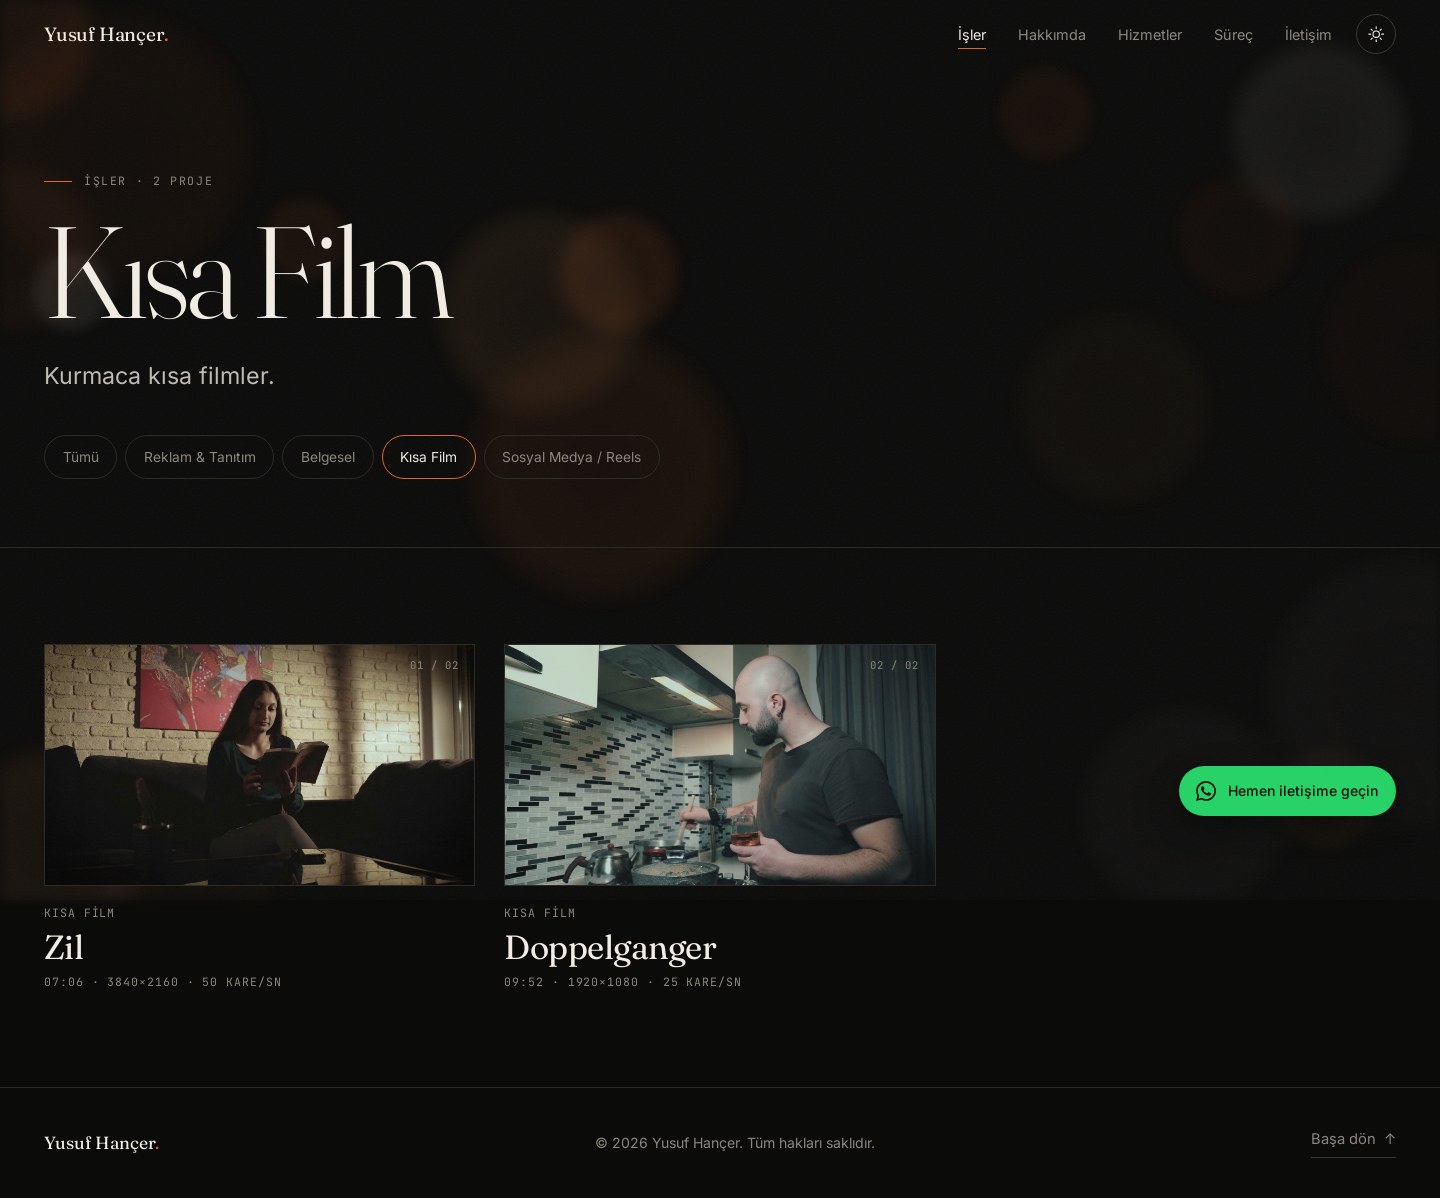 Yusuf Hançer.
İşler
Hakkımda
Hizmetler
Süreç
İletişim
İŞLER · 2 PROJE
Kısa Film
Kurmaca kısa filmler.
Tümü
Reklam & Tanıtım
Belgesel
Kısa Film
Sosyal Medya / Reels
01 / 02
02 / 02
Hemen iletişime geçin
KISA FİLM
Zil
07:06 · 3840×2160 · 50 KARE/SN
KISA FİLM
Doppelganger
09:52 · 1920×1080 · 25 KARE/SN
Yusuf Hançer.
© 2026 Yusuf Hançer. Tüm hakları saklıdır.
Başa dön ↑